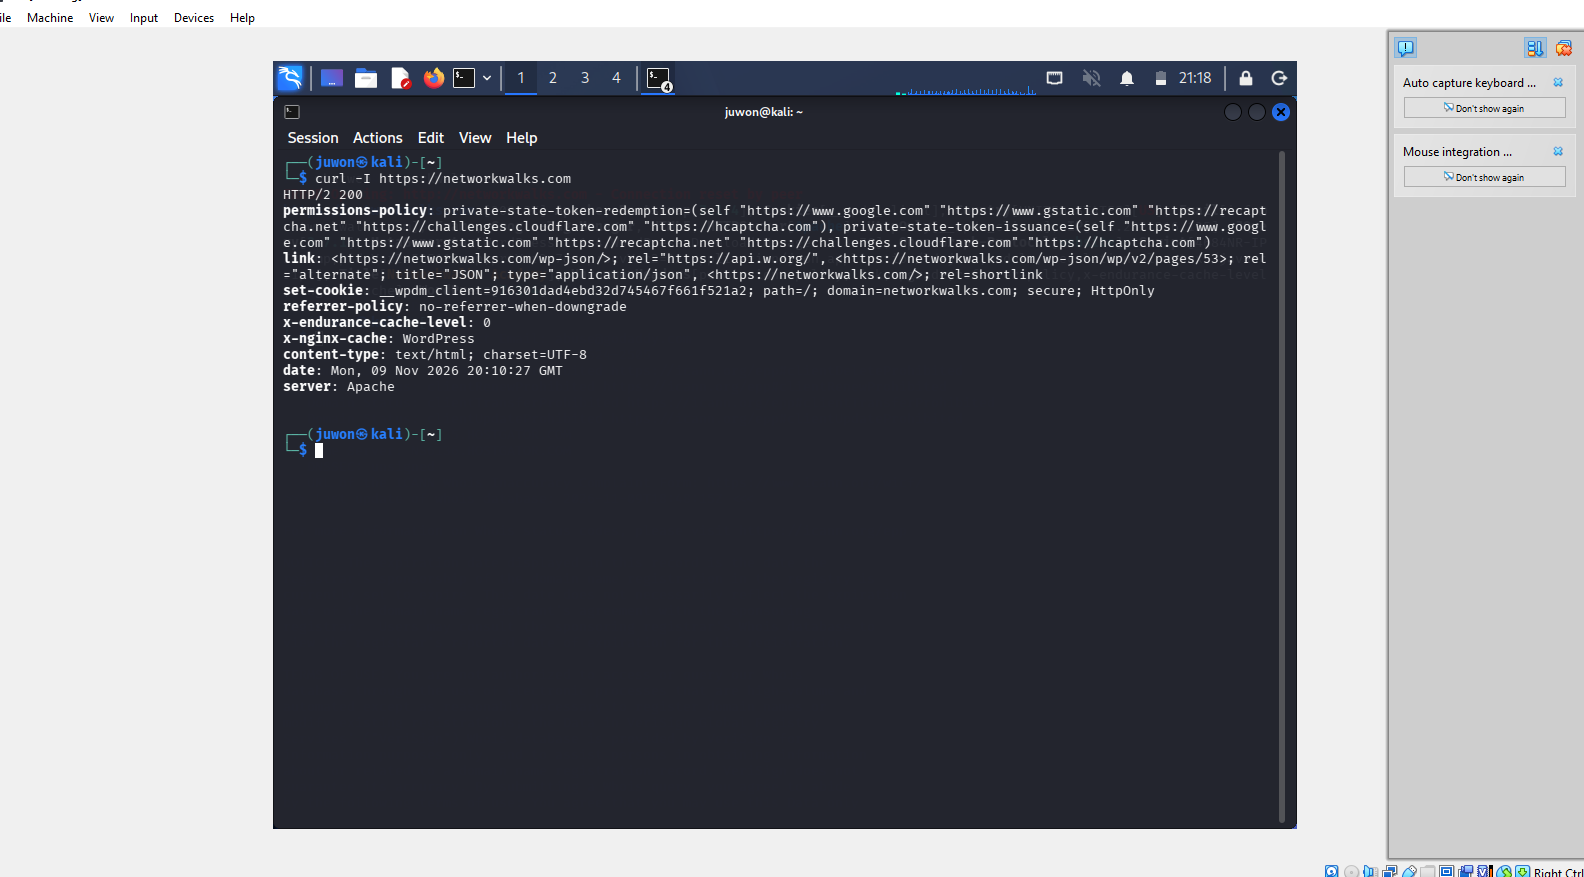 Machine View Input Devices Help
1 2 3 4 4 21:18
juwon@kali: ~
Session Actions Edit View Help
┌──(juwon㉿kali)-[~]
└─$ curl -I https://networkwalks.com
HTTP/2 200
permissions-policy: private-state-token-redemption=(self "https://www.google.com" "https://www.gstatic.com" "https://recapt
cha.net" "https://challenges.cloudflare.com" "https://hcaptcha.com"), private-state-token-issuance=(self "https://www.googl
e.com" "https://www.gstatic.com" "https://recaptcha.net" "https://challenges.cloudflare.com" "https://hcaptcha.com")
link: <https://networkwalks.com/wp-json/>; rel="https://api.w.org/", <https://networkwalks.com/wp-json/wp/v2/pages/53>; rel
="alternate"; title="JSON"; type="application/json", <https://networkwalks.com/>; rel=shortlink
set-cookie: __wpdm_client=916301dad4ebd32d745467f661f521a2; path=/; domain=networkwalks.com; secure; HttpOnly
referrer-policy: no-referrer-when-downgrade
x-endurance-cache-level: 0
x-nginx-cache: WordPress
content-type: text/html; charset=UTF-8
date: Mon, 09 Nov 2026 20:10:27 GMT
server: Apache
┌──(juwon㉿kali)-[~]
└─$
Auto capture keyboard ...
Don't show again
Mouse integration ...
Don't show again
Right Ctrl